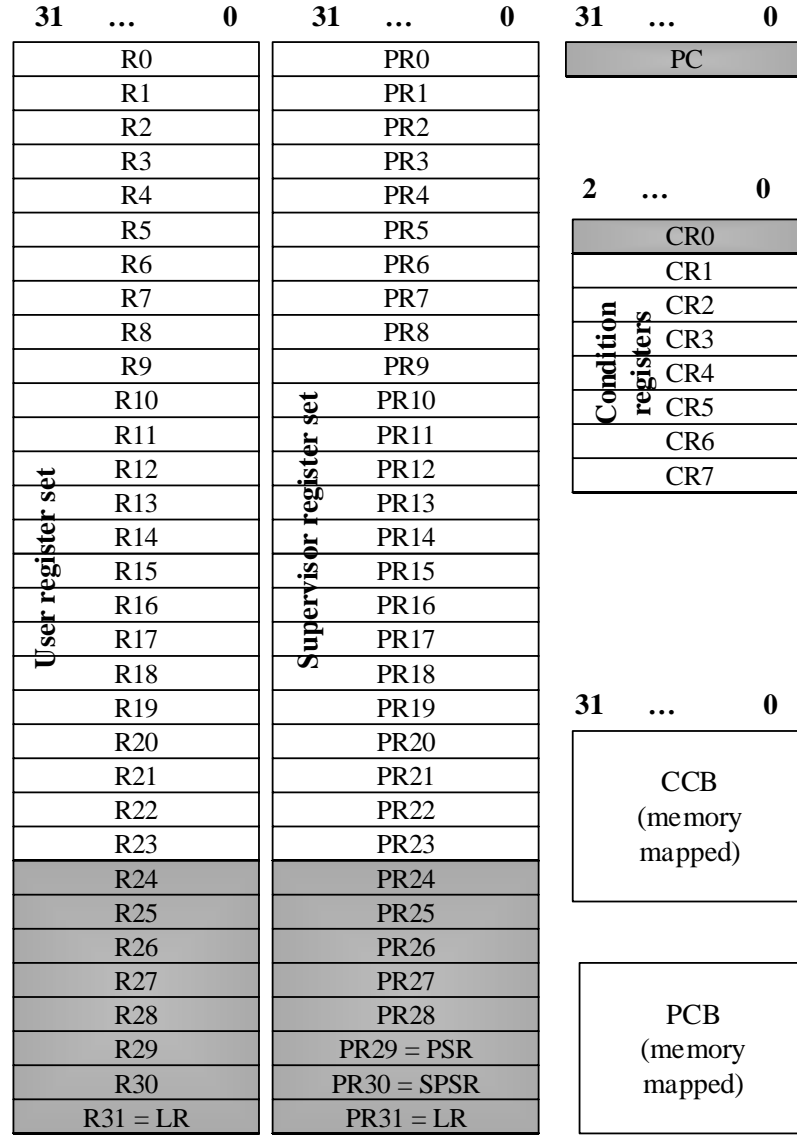 31 … 0
R0
R1
R2
R3
R4
R5
R6
R7
R8
R9
R10
R11
R12
R13
R14
R15
R16
R17
R18
R19
R20
R21
R22
R23
R24
R25
R26
R27
R28
R29
R30
R31 = LR
User register set
31 … 0
PR0
PR1
PR2
PR3
PR4
PR5
PR6
PR7
PR8
PR9
PR10
PR11
PR12
PR13
PR14
PR15
PR16
PR17
PR18
PR19
PR20
PR21
PR22
PR23
PR24
PR25
PR26
PR27
PR28
PR29 = PSR
PR30 = SPSR
PR31 = LR
Supervisor register set
31 … 0
PC
2 … 0
CR0
CR1
CR2
CR3
CR4
CR5
CR6
CR7
Condition
registers
31 … 0
CCB
(memory
mapped)
PCB
(memory
mapped)